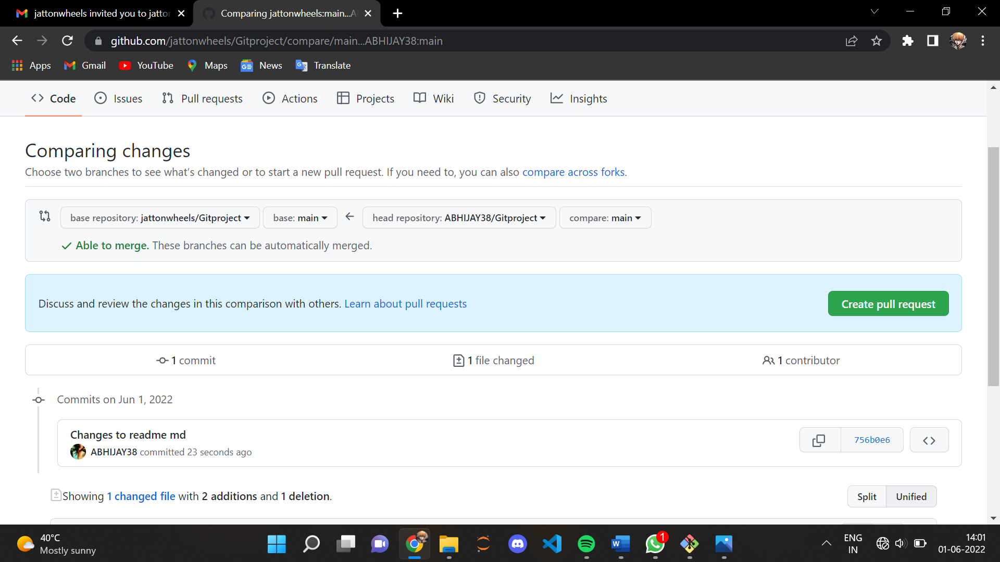 jattonwheels invited you to jatton
Comparing jattonwheels:main...A
github.com/jattonwheels/Gitproject/compare/main...ABHIJAY38:main
Apps Gmail YouTube Maps News Translate
Code Issues Pull requests Actions Projects Wiki Security Insights
Comparing changes
Choose two branches to see what’s changed or to start a new pull request. If you need to, you can also compare across forks.
base repository: jattonwheels/Gitproject base: main head repository: ABHIJAY38/Gitproject compare: main
Able to merge. These branches can be automatically merged.
Discuss and review the changes in this comparison with others. Learn about pull requests
Create pull request
1 commit 1 file changed 1 contributor
Commits on Jun 1, 2022
Changes to readme md
756b0e6
ABHIJAY38 committed 23 seconds ago
Showing 1 changed file with 2 additions and 1 deletion.
Split Unified
40°C
Mostly sunny
1
ENG
IN
14:01
01-06-2022